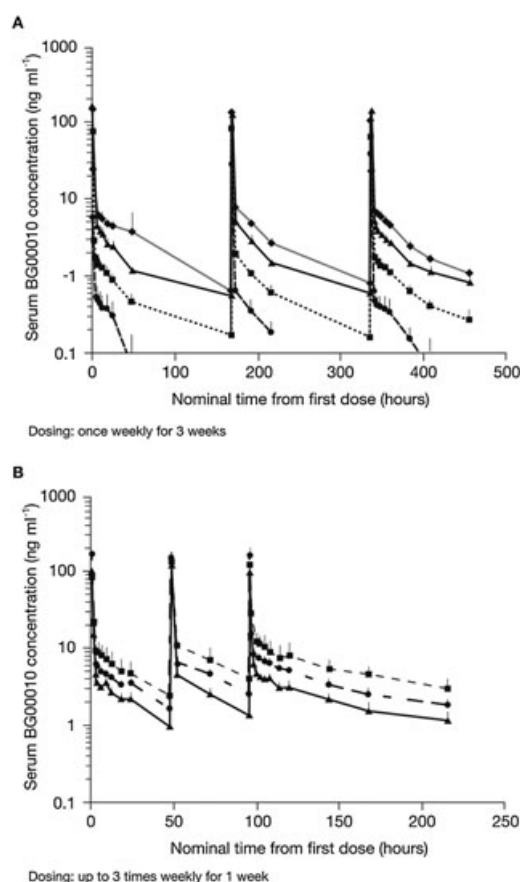 A
Serum BG00010 concentration (ng ml⁻¹)
1000
100
10
-1
0.1
0
100
200
300
400
500
Nominal time from first dose (hours)
Dosing: once weekly for 3 weeks
B
Serum BG00010 concentration (ng ml⁻¹)
1000
100
10
1
0.1
0
50
100
150
200
250
Nominal time from first dose (hours)
Dosing: up to 3 times weekly for 1 week